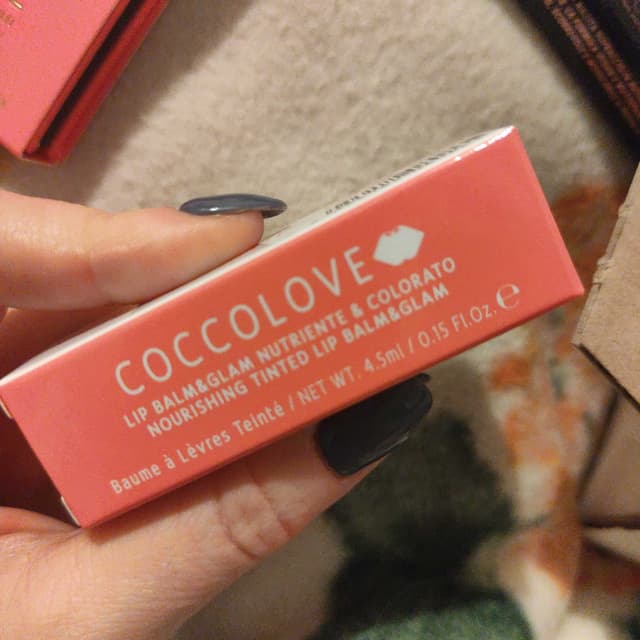 COCCOLOVE
LIP BALM&GLAM NUTRIENTE & COLORATO
NOURISHING TINTED LIP BALM&GLAM
Baume à Lèvres Teinté / NET WT. 4.5ml / 0.15 Fl.Oz. ℮